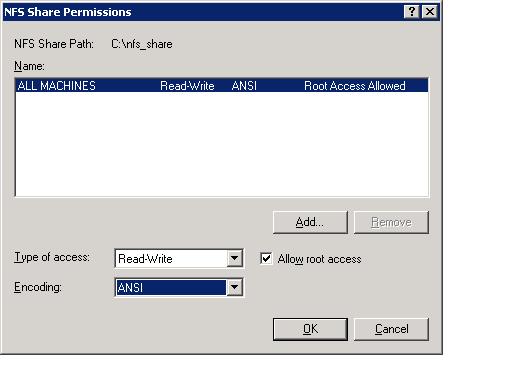 NFS Share Permissions
NFS Share Path: C:\nfs_share
Name:
ALL MACHINES Read-Write ANSI Root Access Allowed
Add... Remove
Type of access: Read-Write Allow root access
Encoding: ANSI
OK Cancel